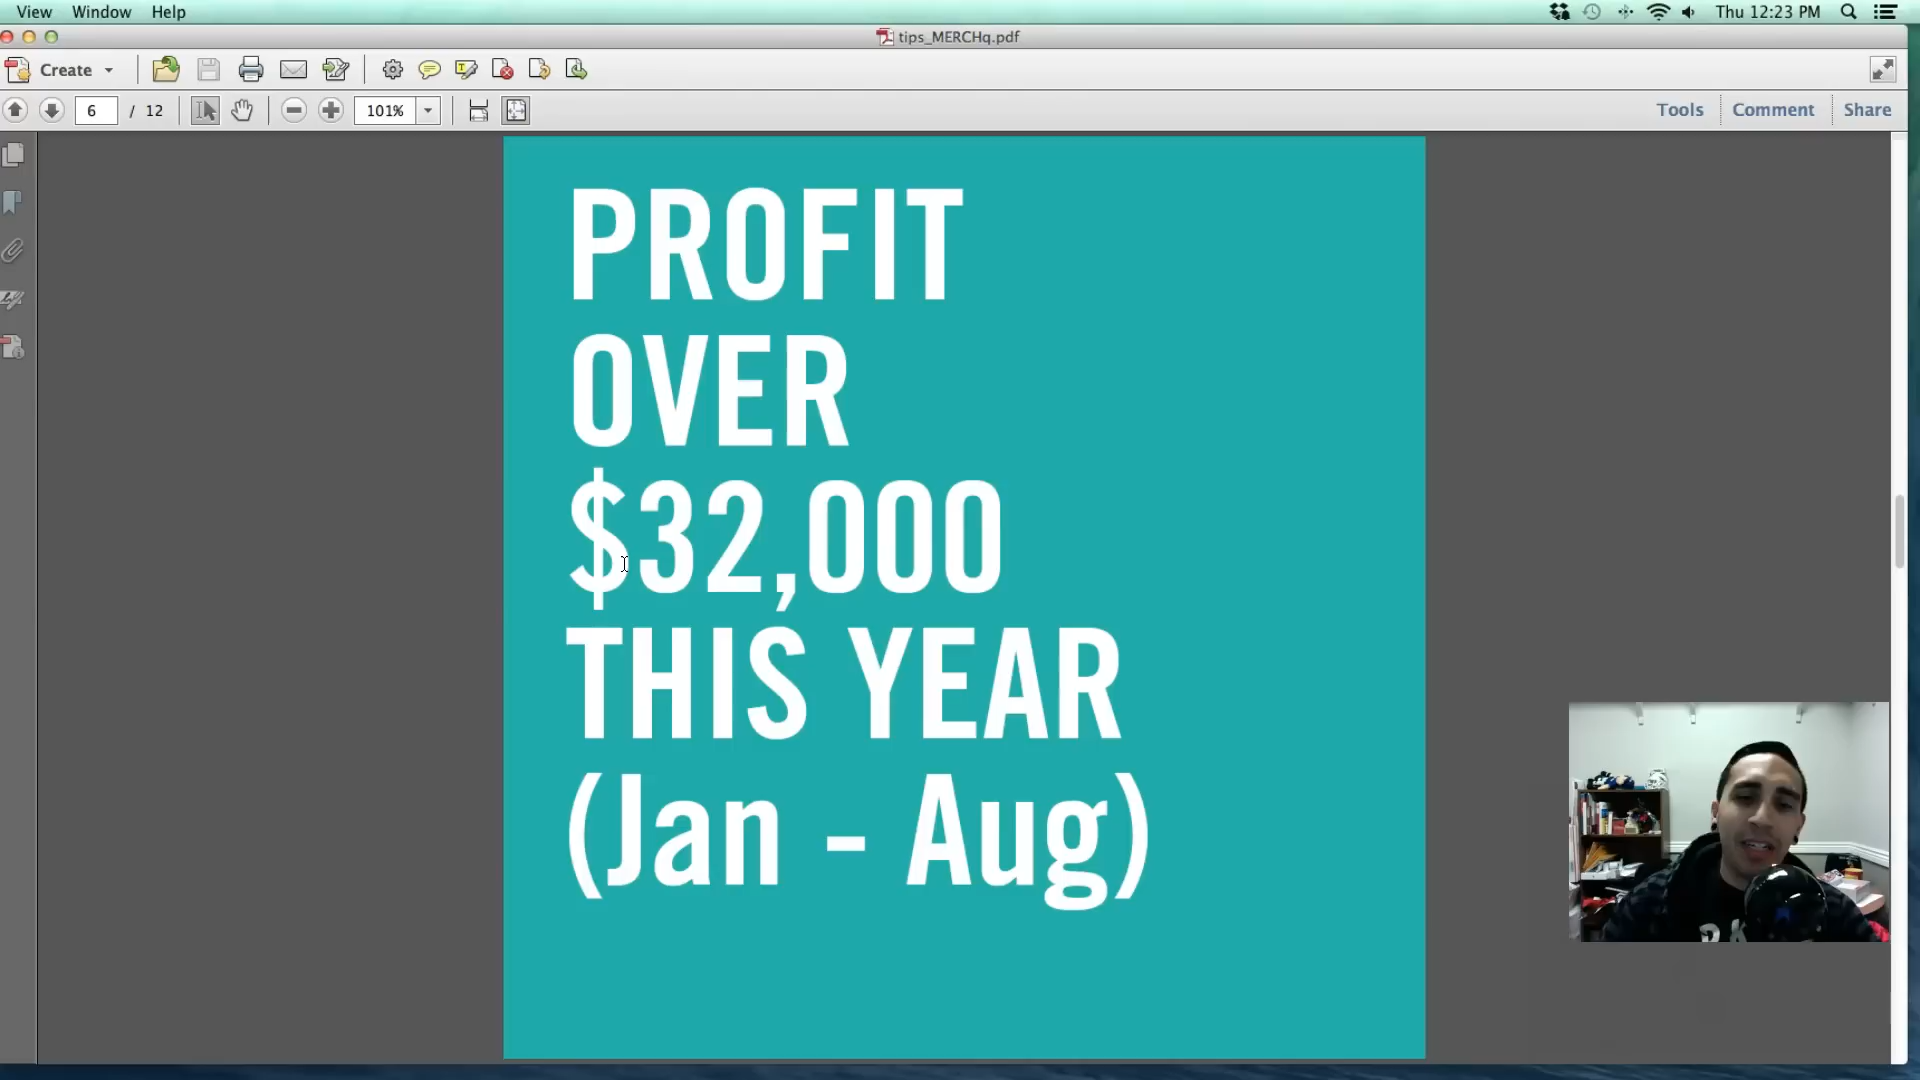 View Window Help
Thu 12:23 PM
tips_MERCHq.pdf
Create
6 / 12
101%
Tools Comment Share
PROFIT
OVER
$32,000
THIS YEAR
(Jan - Aug)